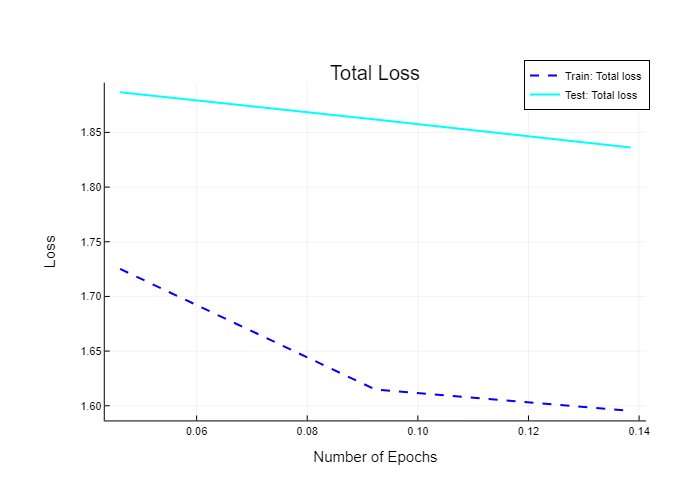 Total Loss
Train: Total loss
Test: Total loss
1.85
1.80
1.75
1.70
1.65
1.60
Loss
0.06
0.08
0.10
0.12
0.14
Number of Epochs